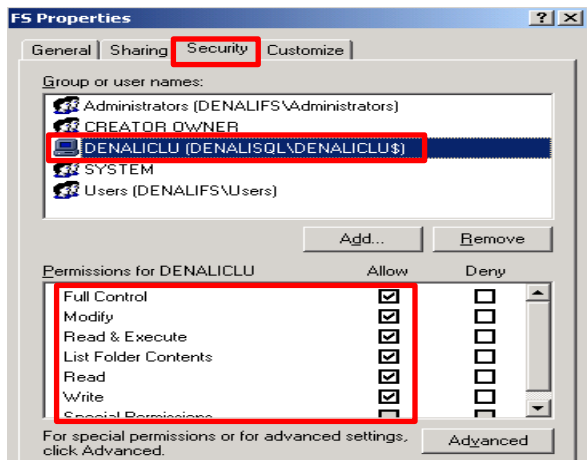 FS Properties
General Sharing Security Customize
Group or user names:
Administrators (DENALIFS\Administrators)
CREATOR OWNER
DENALICLU (DENALISQL\DENALICLU$)
SYSTEM
Users (DENALIFS\Users)
Add... Remove
Permissions for DENALICLU Allow Deny
Full Control
Modify
Read & Execute
List Folder Contents
Read
Write
Special Permissions
For special permissions or for advanced settings,
click Advanced.
Advanced